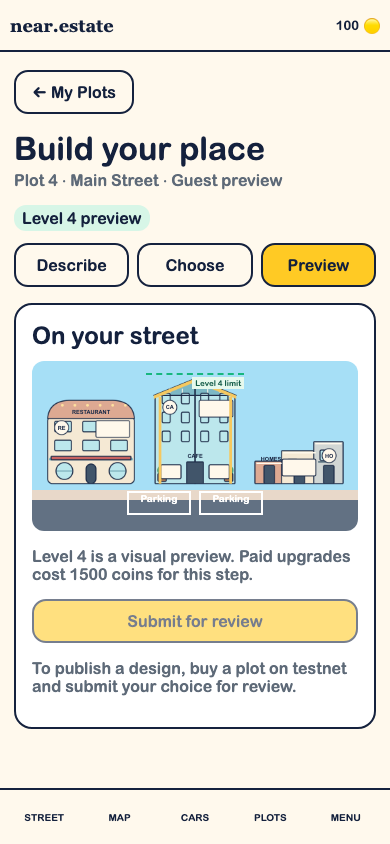 near.estate
100
← My Plots
Build your place
Plot 4 · Main Street · Guest preview
Level 4 preview
Describe
Choose
Preview
On your street
Level 4 limit
RESTAURANT
RE
CA
CAFE
HOMES
HO
Parking
Parking
Level 4 is a visual preview. Paid upgrades
cost 1500 coins for this step.
Submit for review
To publish a design, buy a plot on testnet
and submit your choice for review.
STREET
MAP
CARS
PLOTS
MENU